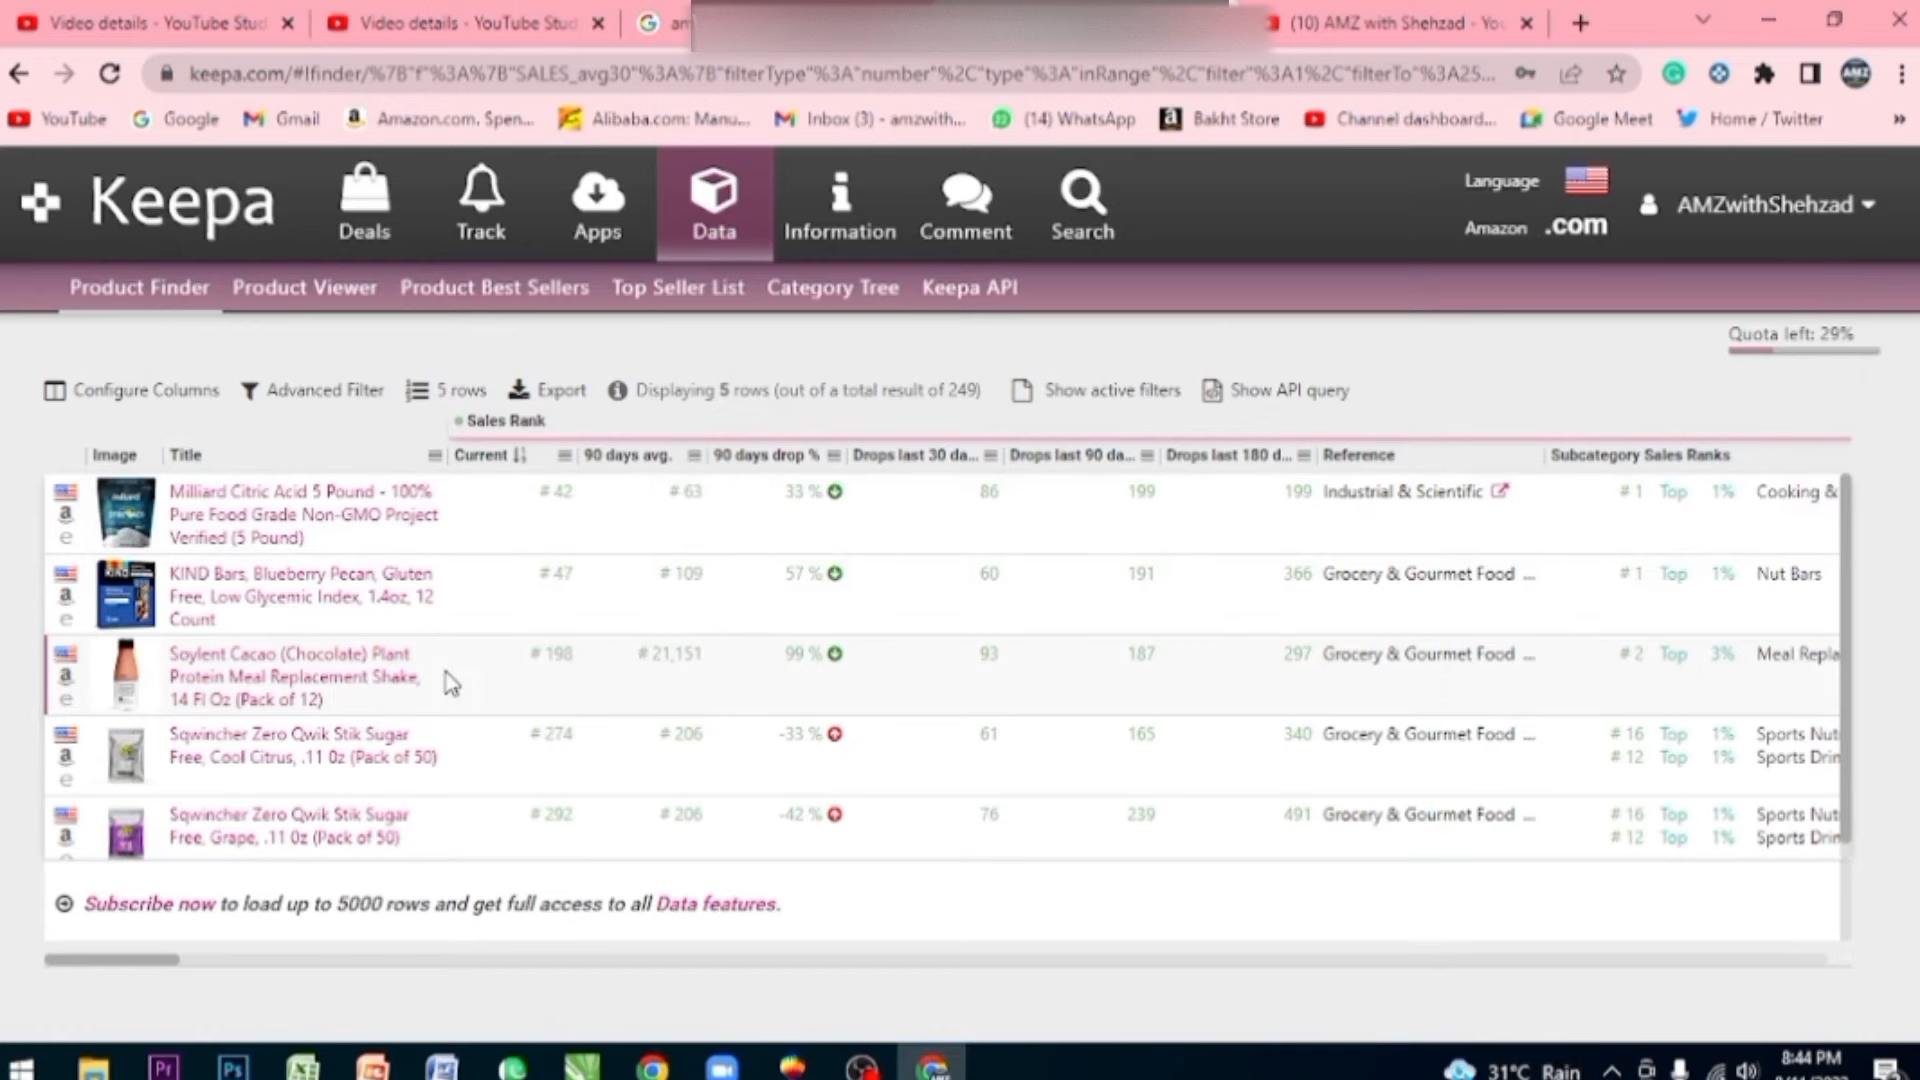 Video details - YouTube Stud
Video details - YouTube Stud
am
(10) AMZ with Shehzad - You
keepa.com/#!finder/%7B"f"%3A%7B"SALES_avg30"%3A%7B"filterType"%3A"number"%2C"type"%3A"inRange"%2C"filter"%3A1%2C"filterTo"%3A25...
AMZ
YouTube
Google
Gmail
Amazon.com. Spen...
Alibaba.com: Manu...
Inbox (3) - amzwith...
(14) WhatsApp
Bakht Store
Channel dashboard...
Google Meet
Home / Twitter
»
Keepa
Deals
Track
Apps
Data
Information
Comment
Search
Language
Amazon .com
AMZwithShehzad
Product Finder
Product Viewer
Product Best Sellers
Top Seller List
Category Tree
Keepa API
Quota left: 29%
Configure Columns
Advanced Filter
5 rows
Export
Displaying 5 rows (out of a total result of 249)
Show active filters
Show API query
Sales Rank
Image Title Current 90 days avg. 90 days drop % Drops last 30 da... Drops last 90 da... Drops last 180 d... Reference Subcategory Sales Ranks
Milliard Citric Acid 5 Pound - 100% # 42 # 63 33 % 86 199 199 Industrial & Scientific # 1 Top 1% Cooking &
Pure Food Grade Non-GMO Project
Verified (5 Pound)
KIND Bars, Blueberry Pecan, Gluten # 47 # 109 57 % 60 191 366 Grocery & Gourmet Food ... # 1 Top 1% Nut Bars
Free, Low Glycemic Index, 1.4oz, 12
Count
Soylent Cacao (Chocolate) Plant # 198 # 21,151 99 % 93 187 297 Grocery & Gourmet Food ... # 2 Top 3% Meal Repla
Protein Meal Replacement Shake,
14 Fl Oz (Pack of 12)
Sqwincher Zero Qwik Stik Sugar # 274 # 206 -33 % 61 165 340 Grocery & Gourmet Food ... # 16 Top 1% Sports Nut
Free, Cool Citrus, .11 0z (Pack of 50) # 12 Top 1% Sports Drin
Sqwincher Zero Qwik Stik Sugar # 292 # 206 -42 % 76 239 491 Grocery & Gourmet Food ... # 16 Top 1% Sports Nut
Free, Grape, .11 0z (Pack of 50) # 12 Top 1% Sports Drin
Subscribe now to load up to 5000 rows and get full access to all Data features.
Pr
Ps
31°C Rain
8:44 PM